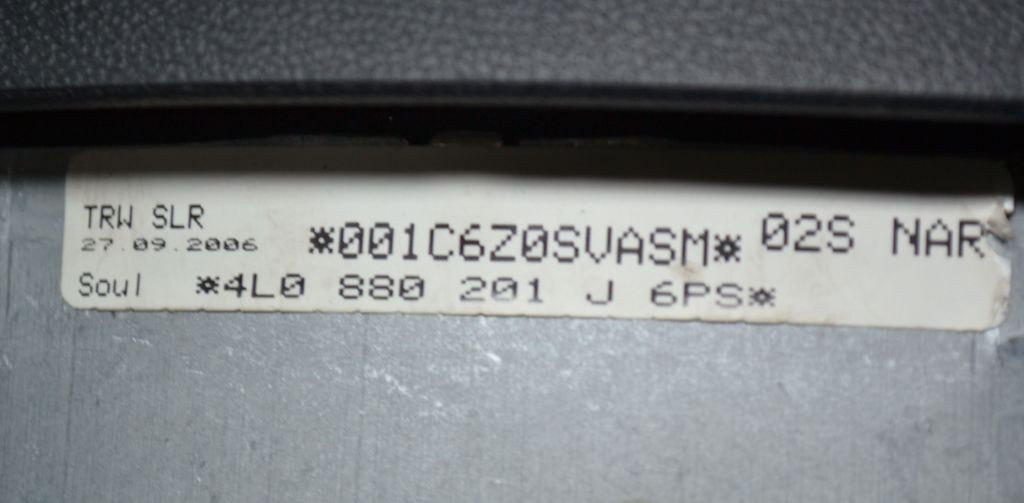 TRW SLR
27.09.2006
*001C6Z0SVASM* 02S NAR
Soul *4L0 880 201 J 6PS*